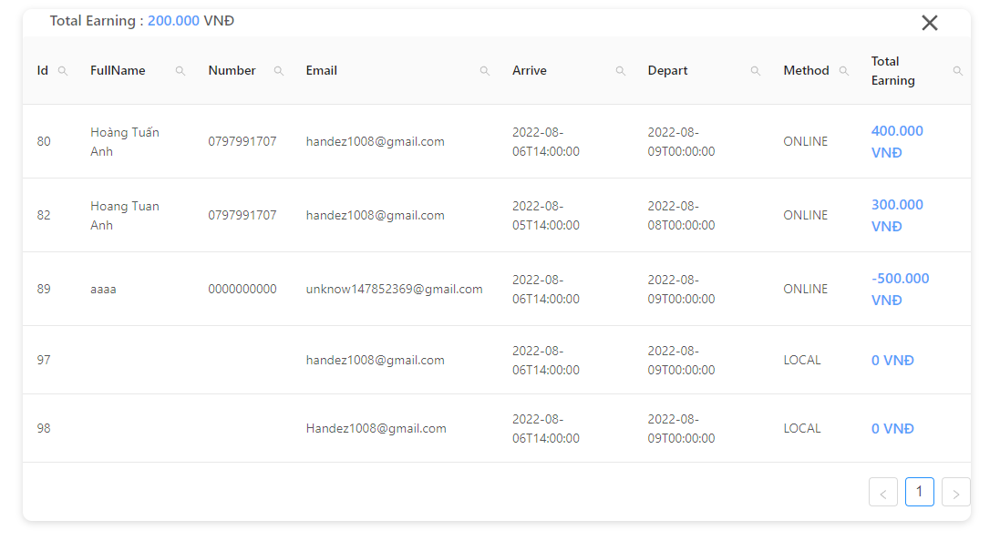 Total Earning : 200.000 VNĐ
Id FullName Number Email Arrive Depart Method Total Earning
80 Hoàng Tuấn Anh 0797991707 handez1008@gmail.com 2022-08-06T14:00:00 2022-08-09T00:00:00 ONLINE 400.000 VNĐ
82 Hoang Tuan Anh 0797991707 handez1008@gmail.com 2022-08-05T14:00:00 2022-08-08T00:00:00 ONLINE 300.000 VNĐ
89 aaaa 0000000000 unknow147852369@gmail.com 2022-08-06T14:00:00 2022-08-09T00:00:00 ONLINE -500.000 VNĐ
97 handez1008@gmail.com 2022-08-06T14:00:00 2022-08-09T00:00:00 LOCAL 0 VNĐ
98 Handez1008@gmail.com 2022-08-06T14:00:00 2022-08-09T00:00:00 LOCAL 0 VNĐ
< 1 >